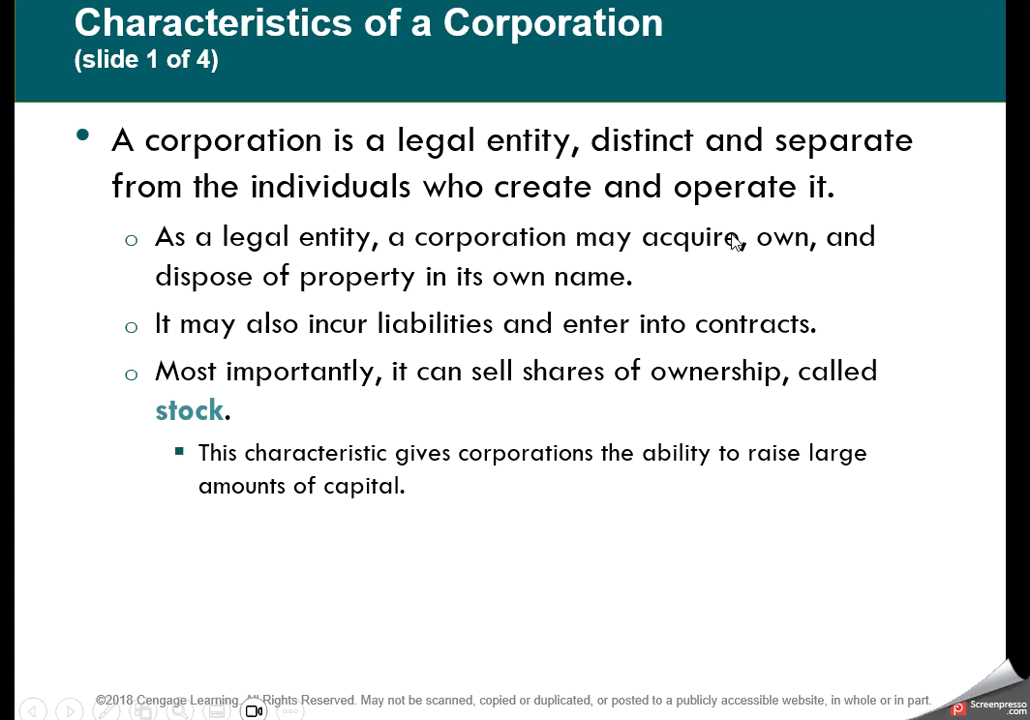 Characteristics of a Corporation
(slide 1 of 4)
• A corporation is a legal entity, distinct and separate
from the individuals who create and operate it.
o As a legal entity, a corporation may acquire, own, and
dispose of property in its own name.
o It may also incur liabilities and enter into contracts.
o Most importantly, it can sell shares of ownership, called
stock.
▪ This characteristic gives corporations the ability to raise large
amounts of capital.
©2018 Cengage Learning. All Rights Reserved. May not be scanned, copied or duplicated, or posted to a publicly accessible website, in whole or in part.
Screenpresso
.com